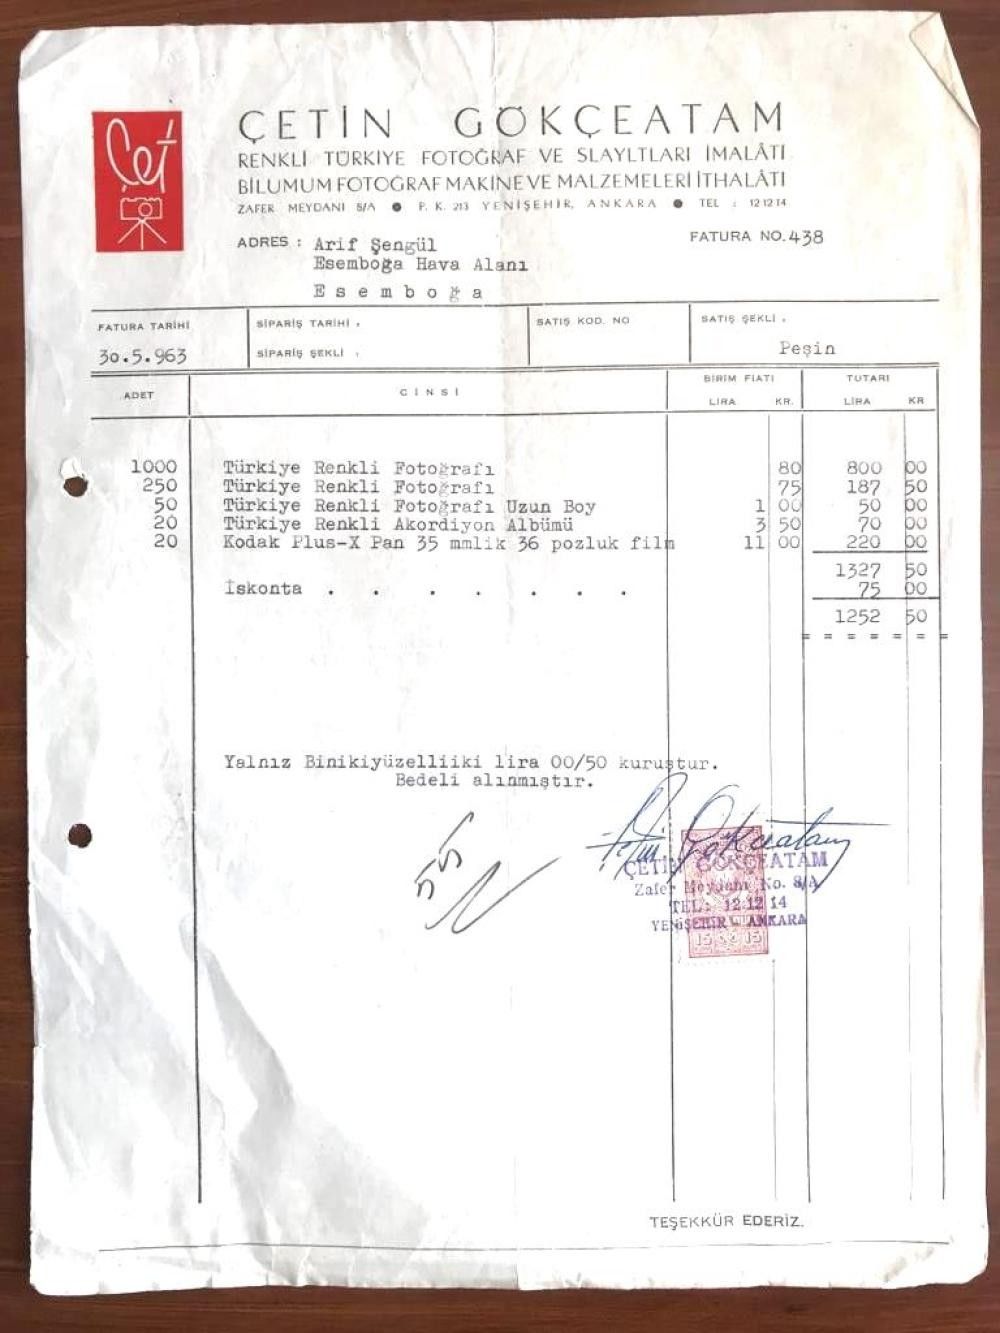 Çet
ÇETİN GÖKÇEATAM
RENKLİ TÜRKİYE FOTOĞRAF VE SLAYLTLARI İMALÂTI
BİLUMUM FOTOĞRAF MAKİNE VE MALZEMELERİ İTHALÂTI
ZAFER MEYDANI 8/A ● P. K. 213 YENİŞEHİR, ANKARA ● TEL : 12 12 14
ADRES : Arif Şengül
FATURA NO. 438
Esemboğa Hava Alanı
E s e m b o ğ a
FATURA TARİHİ SİPARİŞ TARİHİ : SATIŞ KOD. NO SATIŞ ŞEKLİ :
30.5.963 SİPARİŞ ŞEKLİ : Peşin
ADET CİNSİ BİRİM FİATI TUTARI
LİRA KR. LİRA KR
1000 Türkiye Renkli Fotoğrafı 80 800 00
250 Türkiye Renkli Fotoğrafı 75 187 50
50 Türkiye Renkli Fotoğrafı Uzun Boy 1 00 50 00
20 Türkiye Renkli Akordiyon Albümü 3 50 70 00
20 Kodak Plus-X Pan 35 mmlik 36 pozluk film 11 00 220 00
1327 50
İskonta . . . . . . . 75 00
1252 50
= = = = = = =
Yalnız Binikiyüzelliiki lira 00/50 kuruştur.
Bedeli alınmıştır.
Çetin Gökçeatam
ÇETİN GÖKÇEATAM
Zafer Meydanı No. 8/A
TEL: 12 12 14
YENİŞEHİR - ANKARA
15 15
TEŞEKKÜR EDERİZ.